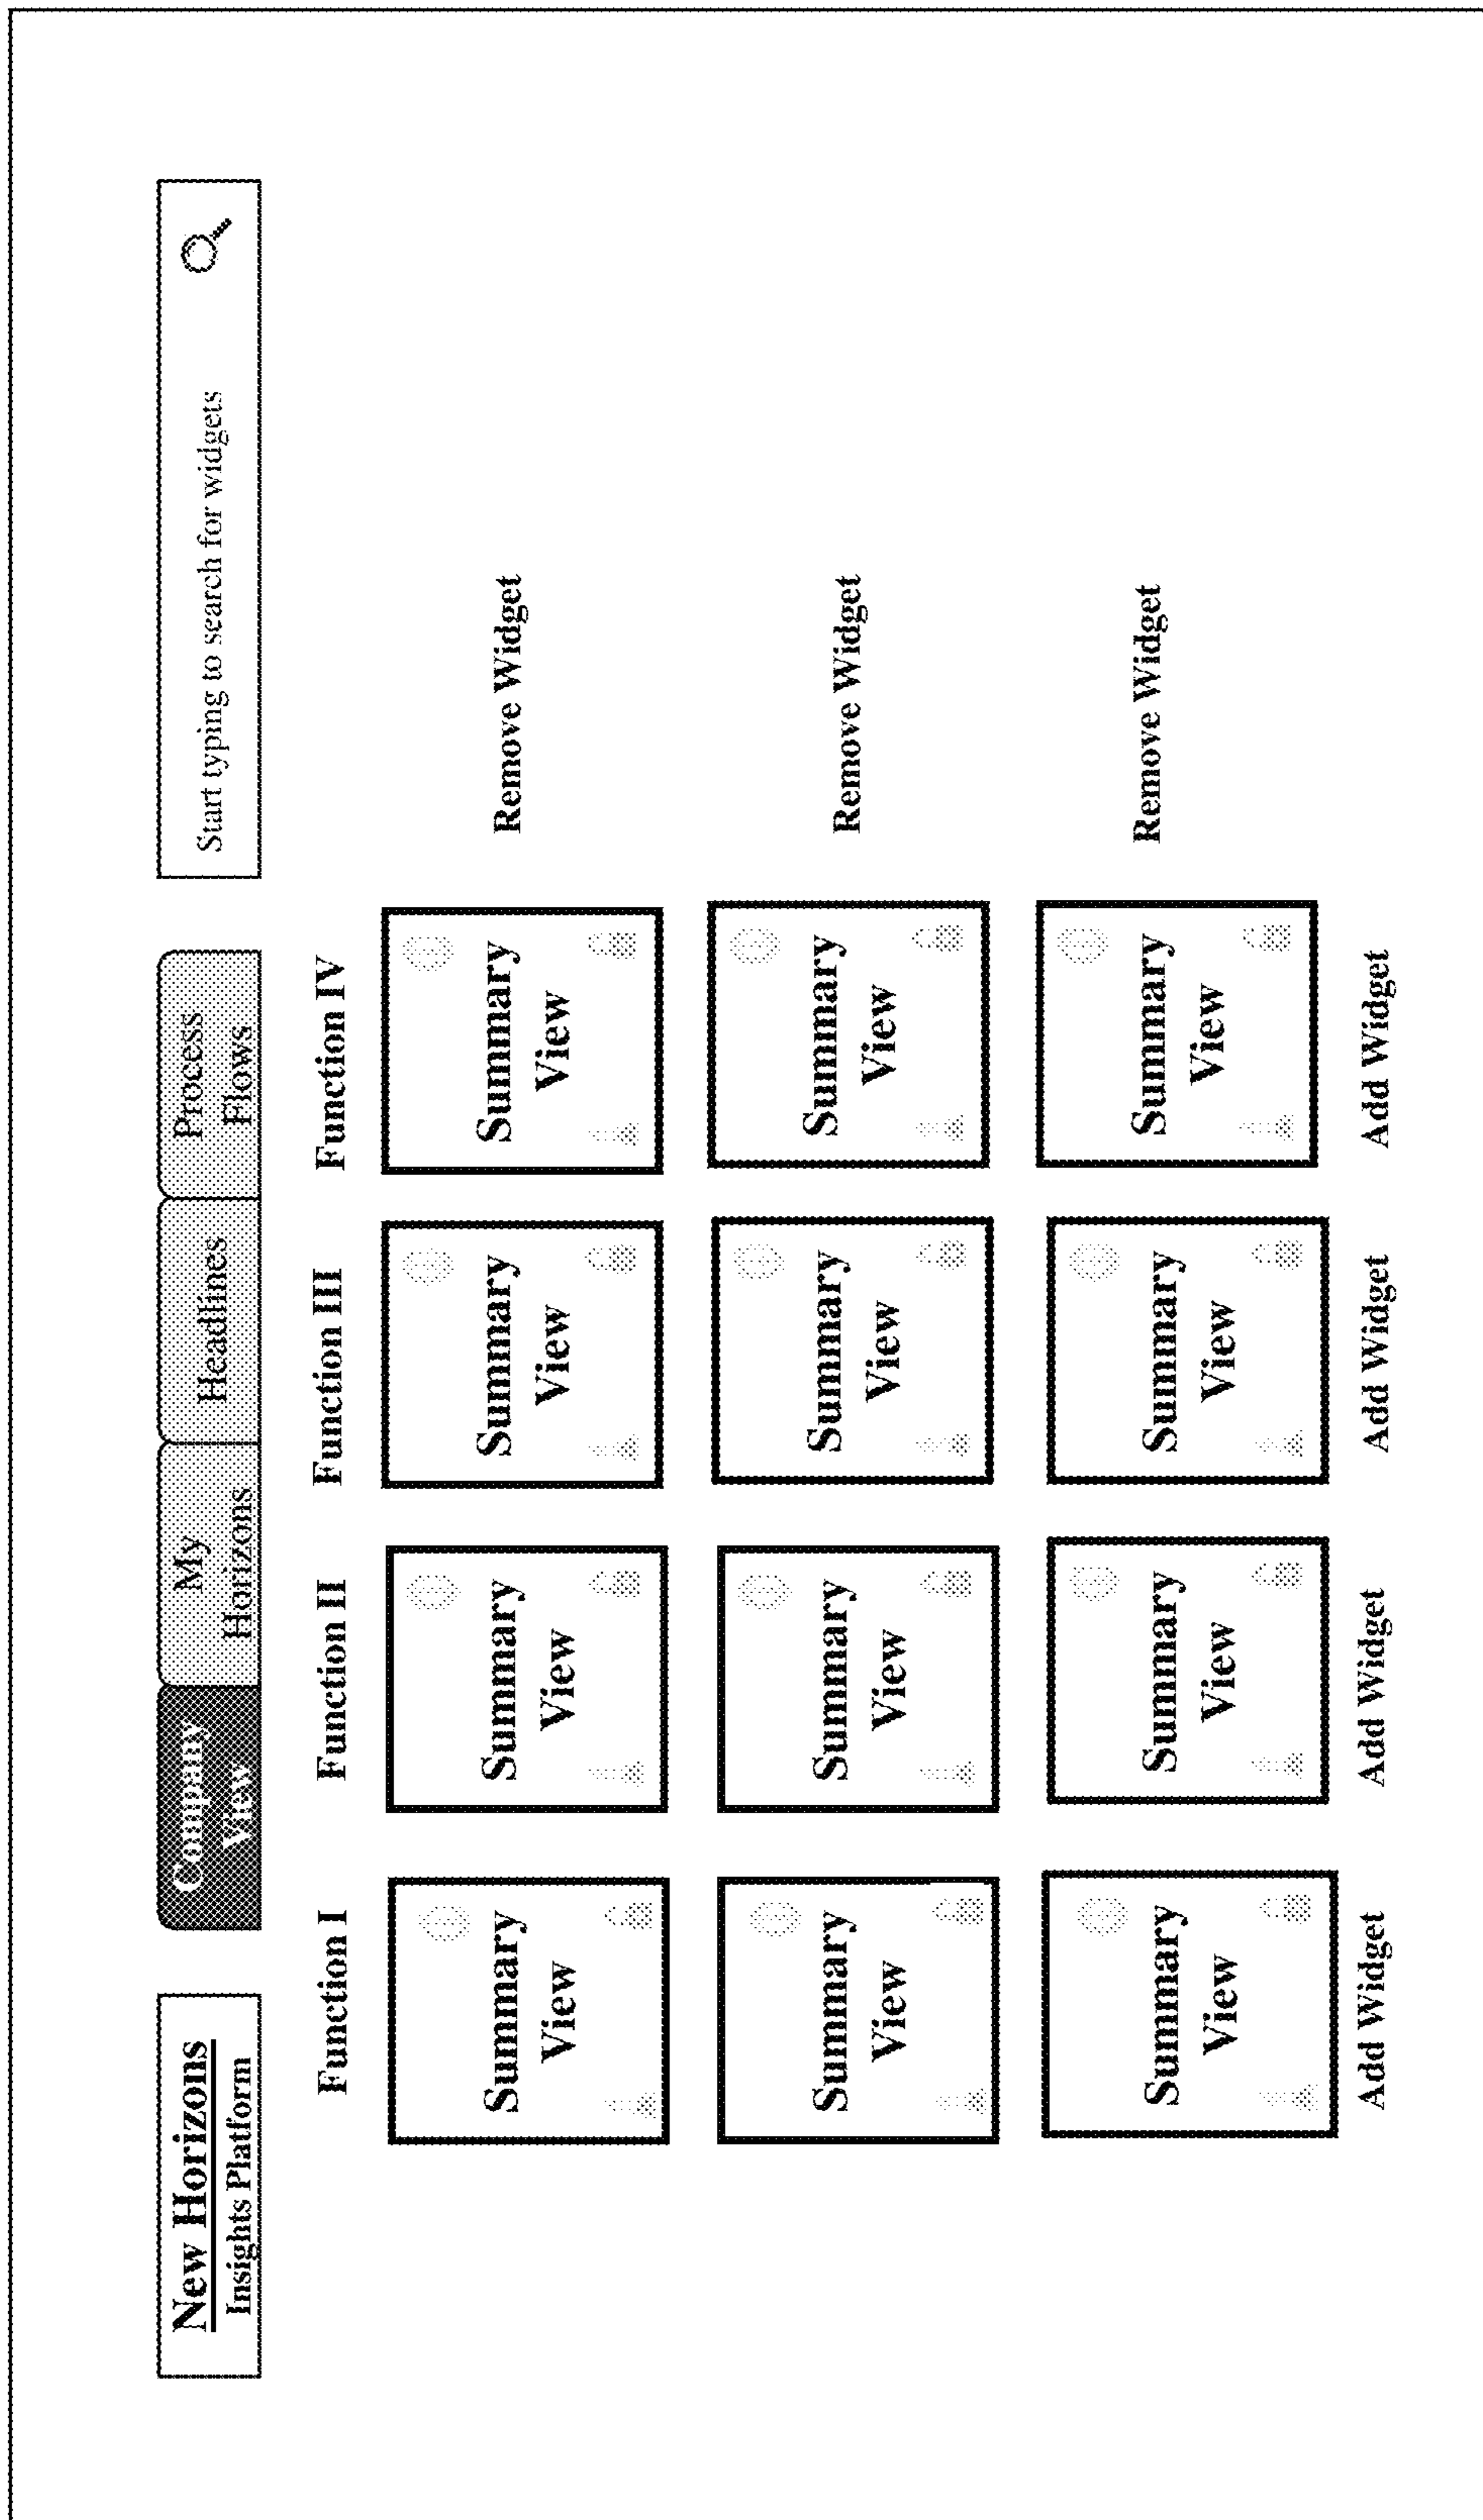 New Horizons
Insights Platform
Company
View
My
Horizons
Headlines
Process
Flows
Start typing to search for widgets
Function I
Function II
Function III
Function IV
Summary
View
Summary
View
Summary
View
Summary
View
Remove Widget
Summary
View
Summary
View
Summary
View
Summary
View
Remove Widget
Summary
View
Summary
View
Summary
View
Summary
View
Remove Widget
Add Widget
Add Widget
Add Widget
Add Widget